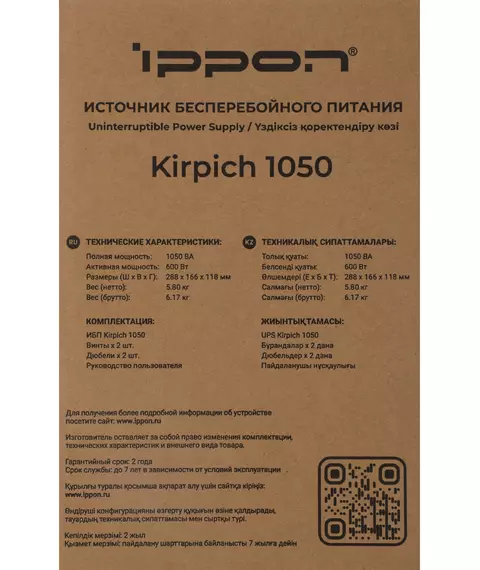 ippon®
ИСТОЧНИК БЕСПЕРЕБОЙНОГО ПИТАНИЯ
Uninterruptible Power Supply / Үздіксіз қоректендіру көзі
Kirpich 1050
RU ТЕХНИЧЕСКИЕ ХАРАКТЕРИСТИКИ:
Полная мощность: 1050 ВА
Активная мощность: 600 Вт
Размеры (Ш х В х Г): 288 x 166 x 118 мм
Вес (нетто): 5.80 кг
Вес (брутто): 6.17 кг
КОМПЛЕКТАЦИЯ:
ИБП Kirpich 1050
Винты x 2 шт.
Дюбели x 2 шт.
Руководство пользователя
KZ ТЕХНИКАЛЫҚ СИПАТТАМАЛАРЫ:
Толық қуаты: 1050 ВА
Белсенді қуаты: 600 Вт
Өлшемдері (Е х Б х Т): 288 x 166 x 118 мм
Салмағы (нетто): 5.80 кг
Салмағы (брутто): 6.17 кг
ЖИЫНТЫҚТАМАСЫ:
UPS Kirpich 1050
Бұрандалар x 2 дана
Дюбельдер x 2 дана
Пайдаланушы нұсқаулығы
Для получения более подробной информации об устройстве
посетите сайт: www.ippon.ru
Изготовитель оставляет за собой право изменения комплектации,
технических характеристик и внешнего вида товара.
Гарантийный срок: 2 года
Срок службы: до 7 лет в зависимости от условий эксплуатации
Құрылғы туралы қосымша ақпарат алу үшін сайтқа кіріңіз:
www.ippon.ru
Өндіруші конфигурацияны өзгерту құқығын өзіне қалдырады,
тауардың техникалық сипаттамасы мен сыртқы түрі.
Кепілдік мерзімі: 2 жыл
Қызмет мерзімі: пайдалану шарттарына байланысты 7 жылға дейін